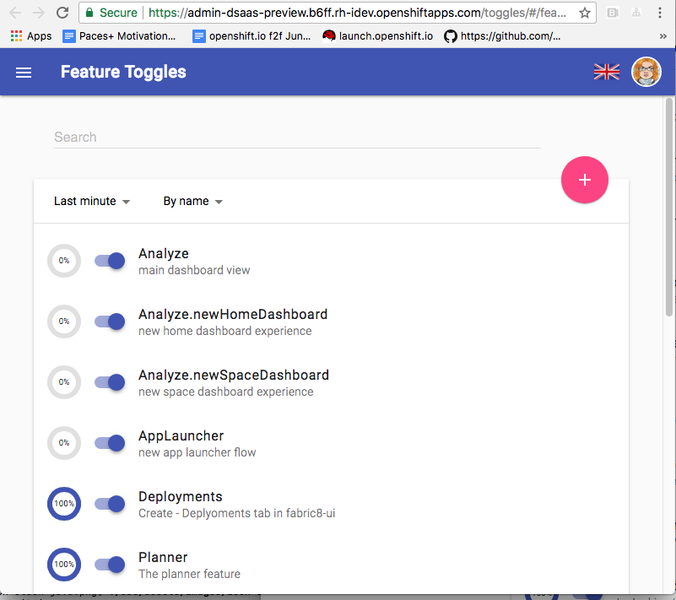 Secure
https://admin-dsaas-preview.b6ff.rh-idev.openshiftapps.com/toggles/#/fea...
Apps
Paces+ Motivation...
openshift.io f2f Jun...
launch.openshift.io
https://github.com/...
»
Feature Toggles
Search
+
Last minute
By name
0%
Analyze
main dashboard view
0%
Analyze.newHomeDashboard
new home dashboard experience
0%
Analyze.newSpaceDashboard
new space dashboard experience
0%
AppLauncher
new app launcher flow
100%
Deployments
Create - Deplyoments tab in fabric8-ui
100%
Planner
The planner feature